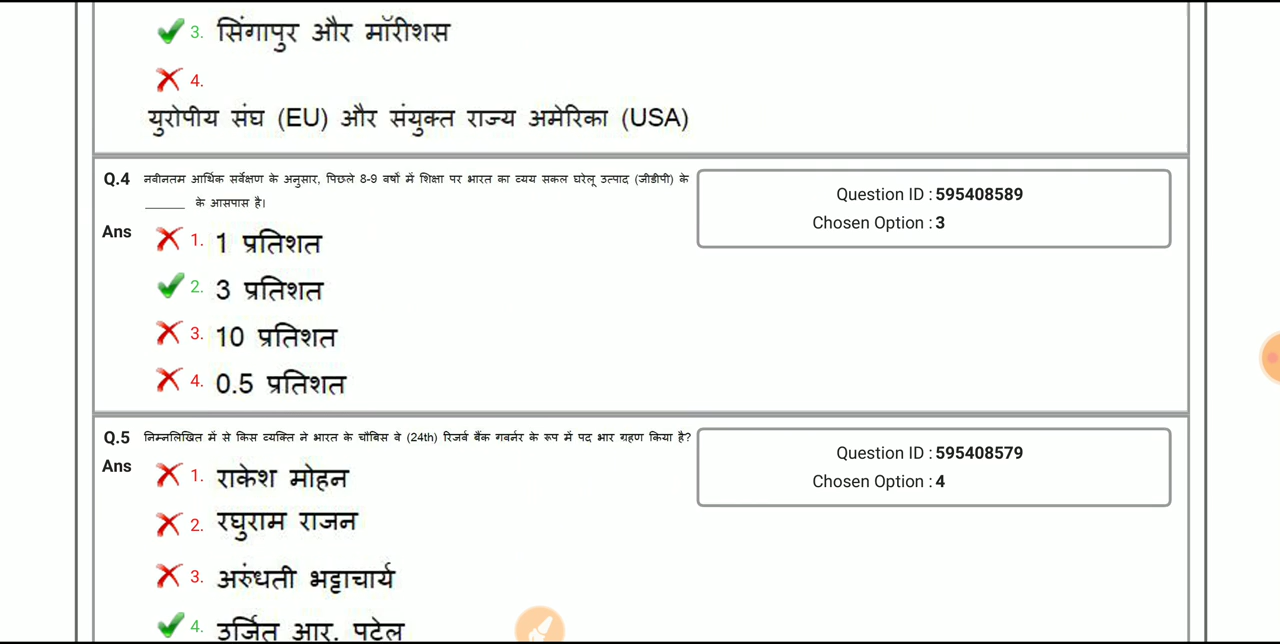 3. सिंगापुर और मॉरीशस
4.
युरोपीय संघ (EU) और संयुक्त राज्य अमेरिका (USA)
Q.4 नवीनतम आर्थिक सर्वेक्षण के अनुसार, पिछले 8-9 वर्षों में शिक्षा पर भारत का व्यय सकल घरेलू उत्पाद (जीडीपी) के
______ के आसपास है।
Question ID : 595408589
Chosen Option : 3
Ans 1. 1 प्रतिशत
2. 3 प्रतिशत
3. 10 प्रतिशत
4. 0.5 प्रतिशत
Q.5 निम्नलिखित में से किस व्यक्ति ने भारत के चौबिस वे (24th) रिजर्व बैंक गवर्नर के रूप में पद भार ग्रहण किया है?
Question ID : 595408579
Chosen Option : 4
Ans 1. राकेश मोहन
2. रघुराम राजन
3. अरुंधती भट्टाचार्य
4. उर्जित आर. पटेल